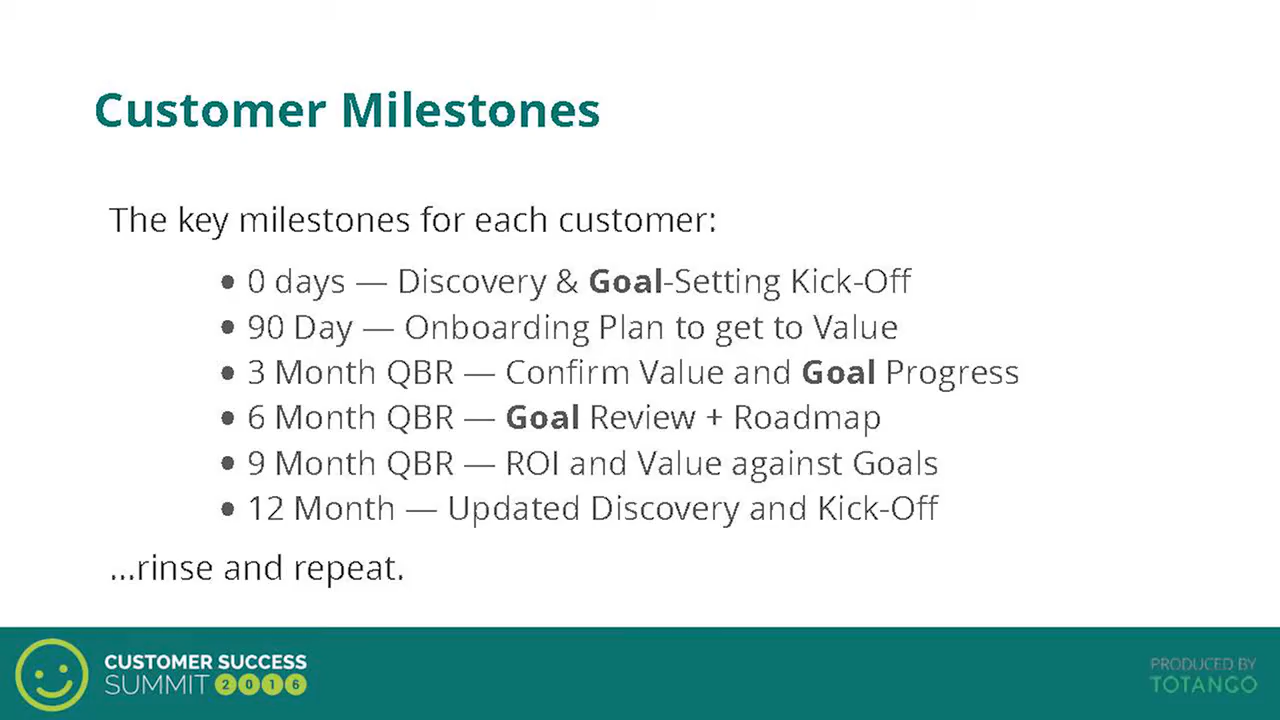 Customer Milestones
The key milestones for each customer:
• 0 days — Discovery & Goal-Setting Kick-Off
• 90 Day — Onboarding Plan to get to Value
• 3 Month QBR — Confirm Value and Goal Progress
• 6 Month QBR — Goal Review + Roadmap
• 9 Month QBR — ROI and Value against Goals
• 12 Month — Updated Discovery and Kick-Off
...rinse and repeat.
CUSTOMER SUCCESS
SUMMIT 2016
PRODUCED BY
TOTANGO